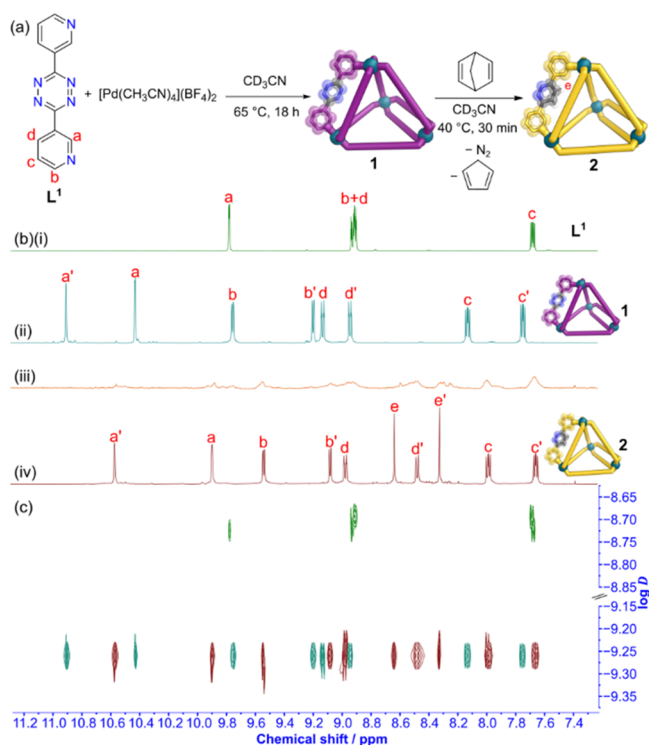 (a)
N
N N
N N
N
d a
c b
L¹
+ [Pd(CH₃CN)₄](BF₄)₂
CD₃CN
65 °C, 18 h
1
CD₃CN
40 °C, 30 min
− N₂
−
e
2
(b)(i)
a b+d c L¹
(ii)
a' a b b' d d' c c' 1
(iii)
(iv)
a' a b b' d e d' e' c c' 2
(c)
−8.65
−8.70
−8.75
−8.80
−8.85
−9.15
−9.20
−9.25
−9.30
−9.35
log D
11.2 11.0 10.8 10.6 10.4 10.2 10.0 9.8 9.6 9.4 9.2 9.0 8.8 8.6 8.4 8.2 8.0 7.8 7.6 7.4
Chemical shift / ppm